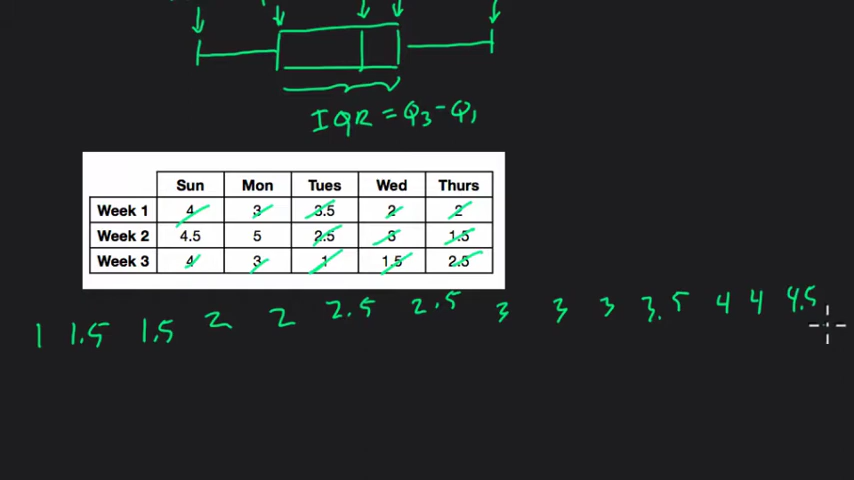 IQR = Q3 - Q1
Sun Mon Tues Wed Thurs
Week 1 4 3 3.5 2 2
Week 2 4.5 5 2.5 3 1.5
Week 3 4 3 1 1.5 2.5
1 1.5 1.5 2 2 2.5 2.5 3 3 3 3.5 4 4 4.5